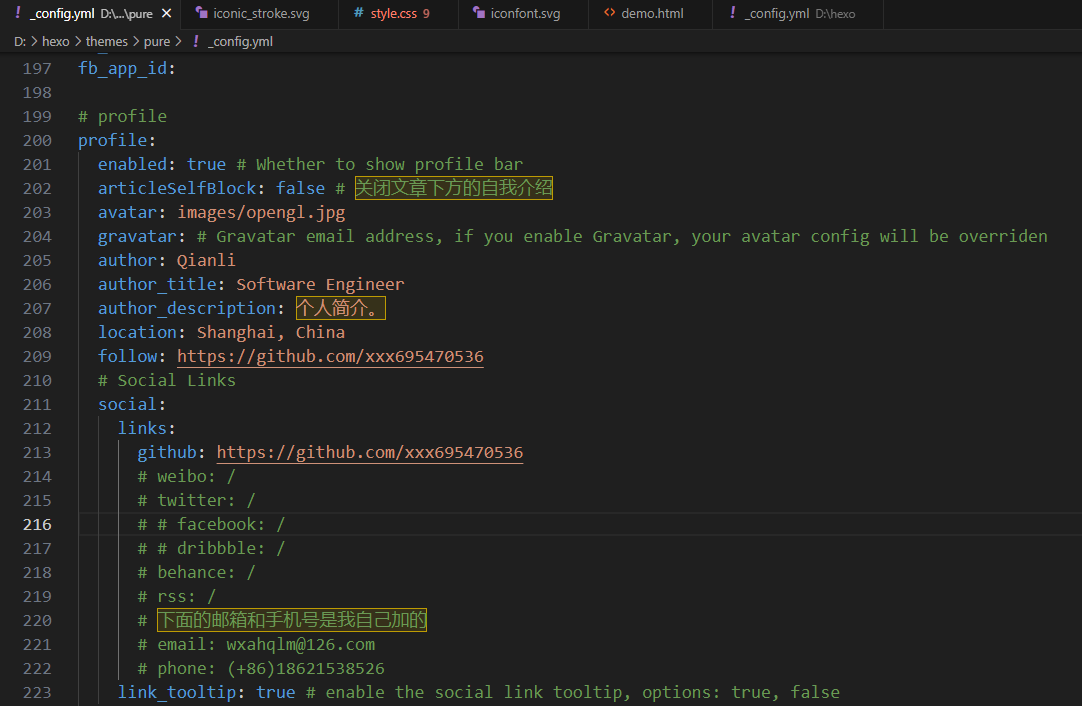 ! _config.yml D:\...\pure × iconic_stroke.svg # style.css 9 iconfont.svg <> demo.html ! _config.yml D:\hexo
D: > hexo > themes > pure > ! _config.yml
197 fb_app_id:
198
199 # profile
200 profile:
201 enabled: true # Whether to show profile bar
202 articleSelfBlock: false # 关闭文章下方的自我介绍
203 avatar: images/opengl.jpg
204 gravatar: # Gravatar email address, if you enable Gravatar, your avatar config will be overriden
205 author: Qianli
206 author_title: Software Engineer
207 author_description: 个人简介。
208 location: Shanghai, China
209 follow: https://github.com/xxx695470536
210 # Social Links
211 social:
212 links:
213 github: https://github.com/xxx695470536
214 # weibo: /
215 # twitter: /
216 # # facebook: /
217 # # dribbble: /
218 # behance: /
219 # rss: /
220 # 下面的邮箱和手机号是我自己加的
221 # email: wxahqlm@126.com
222 # phone: (+86)18621538526
223 link_tooltip: true # enable the social link tooltip, options: true, false